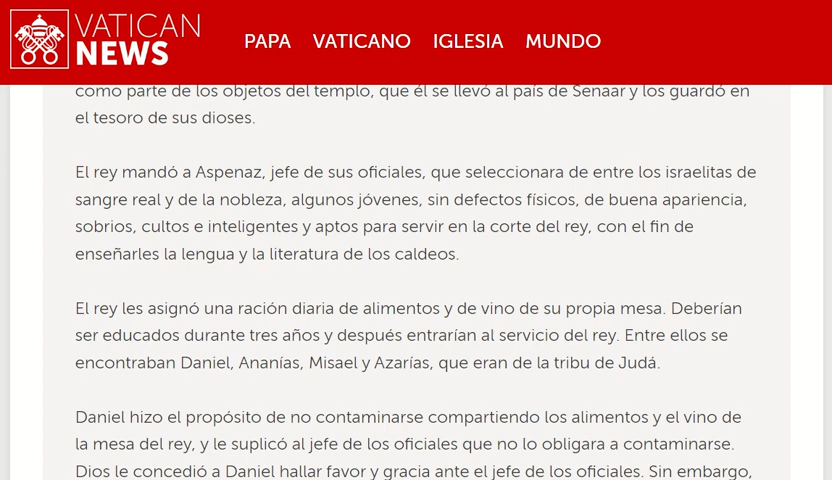 VATICAN
NEWS
PAPA VATICANO IGLESIA MUNDO
como parte de los objetos del templo, que él se llevó al país de Senaar y los guardó en
el tesoro de sus dioses.
El rey mandó a Aspenaz, jefe de sus oficiales, que seleccionara de entre los israelitas de
sangre real y de la nobleza, algunos jóvenes, sin defectos físicos, de buena apariencia,
sobrios, cultos e inteligentes y aptos para servir en la corte del rey, con el fin de
enseñarles la lengua y la literatura de los caldeos.
El rey les asignó una ración diaria de alimentos y de vino de su propia mesa. Deberían
ser educados durante tres años y después entrarían al servicio del rey. Entre ellos se
encontraban Daniel, Ananías, Misael y Azarías, que eran de la tribu de Judá.
Daniel hizo el propósito de no contaminarse compartiendo los alimentos y el vino de
la mesa del rey, y le suplicó al jefe de los oficiales que no lo obligara a contaminarse.
Dios le concedió a Daniel hallar favor y gracia ante el jefe de los oficiales. Sin embargo,